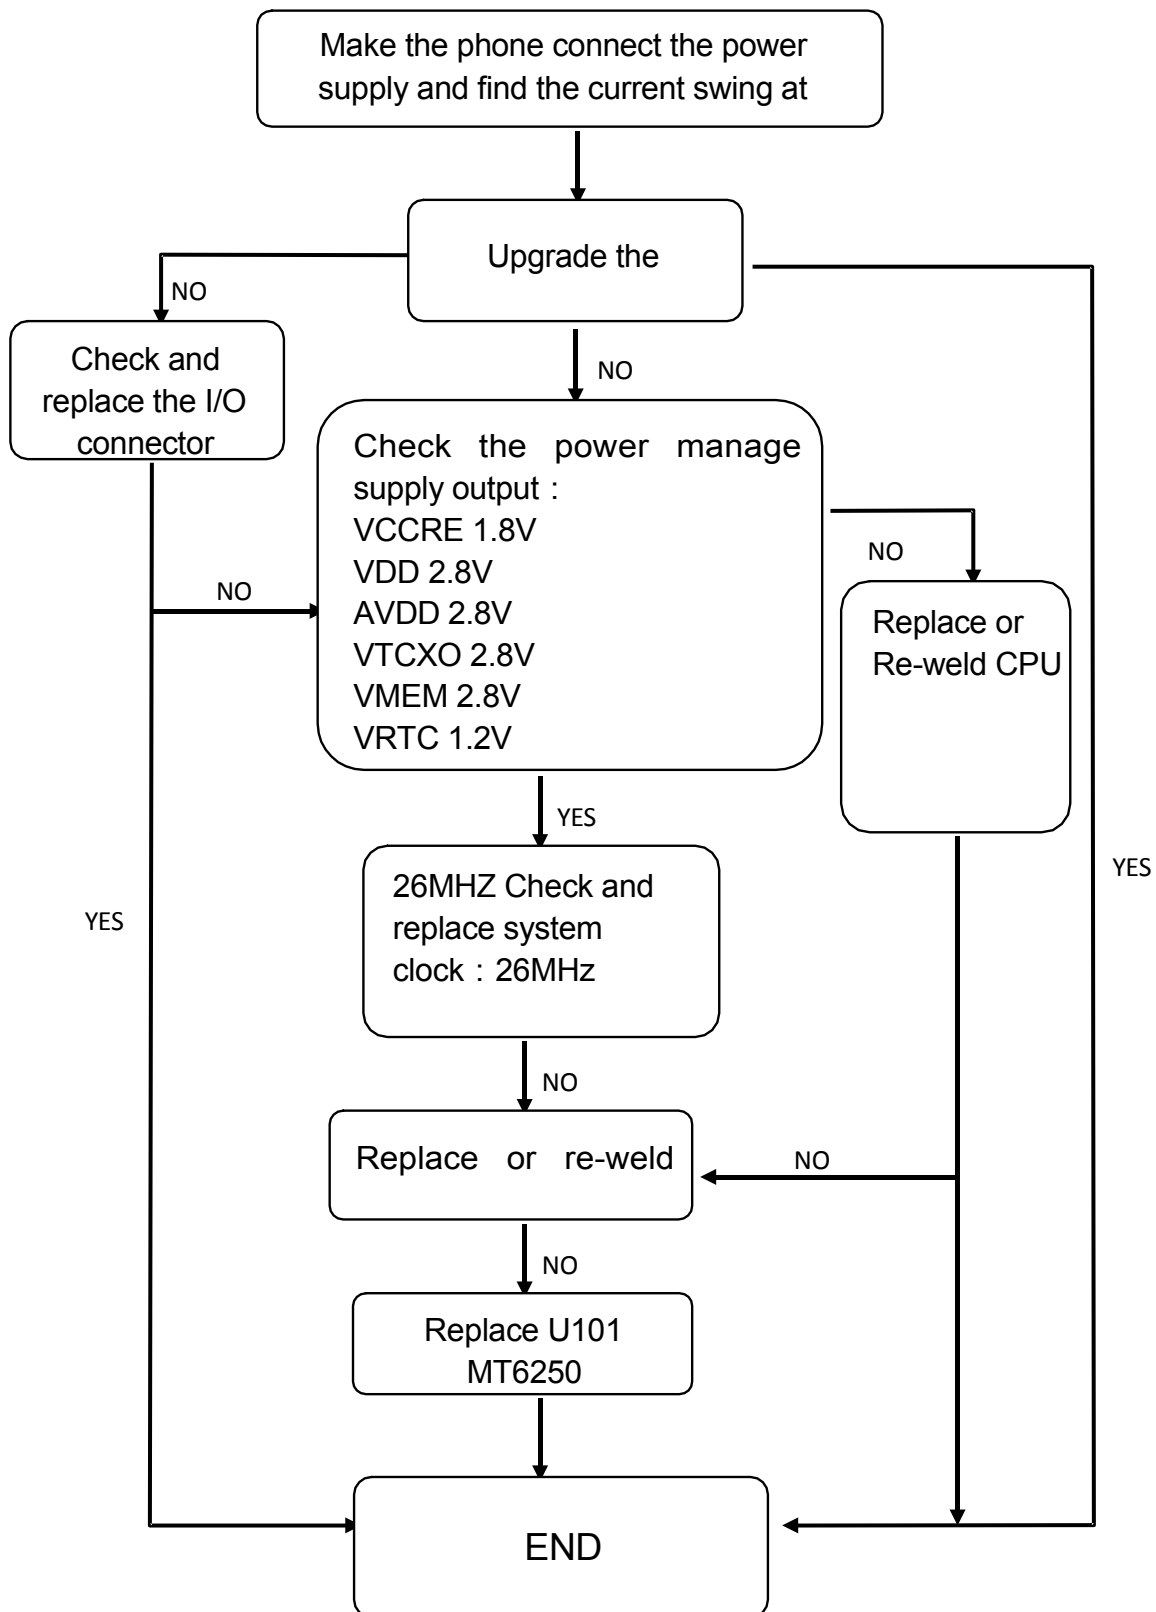 Make the phone connect the power
supply and find the current swing at
Upgrade the
NO
Check and
replace the I/O
connector
NO
Check the power manage
supply output：
VCCRE 1.8V
VDD 2.8V
AVDD 2.8V
VTCXO 2.8V
VMEM 2.8V
VRTC 1.2V
NO
NO
Replace or
Re-weld CPU
YES
YES
YES
26MHZ Check and
replace system
clock：26MHz
NO
Replace or re-weld
NO
NO
Replace U101
MT6250
END